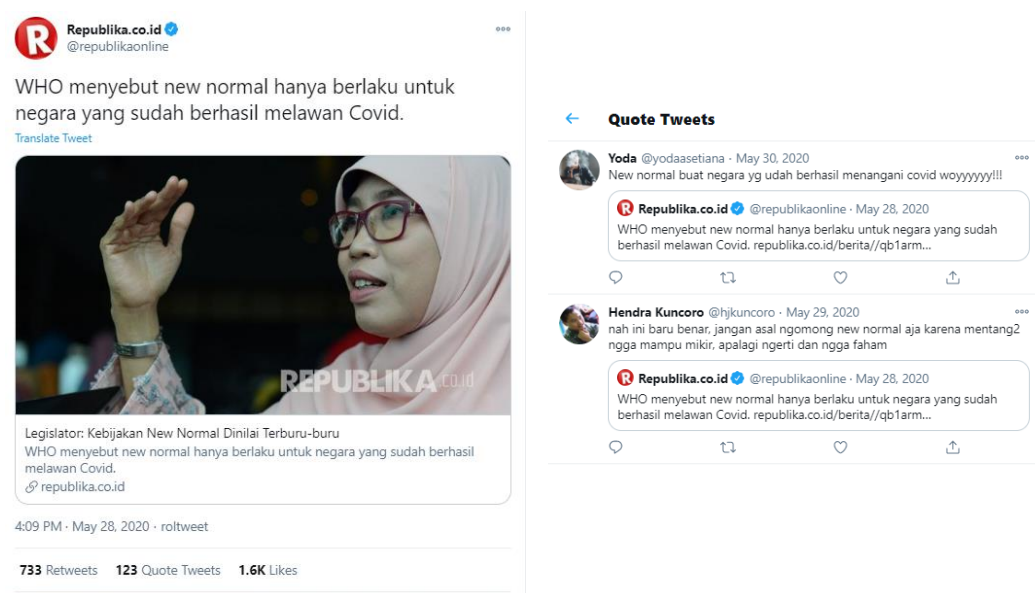 Republika.co.id
@republikaonline
WHO menyebut new normal hanya berlaku untuk
negara yang sudah berhasil melawan Covid.
Translate Tweet
REPUBLIKA.co.id
Legislator: Kebijakan New Normal Dinilai Terburu-buru
WHO menyebut new normal hanya berlaku untuk negara yang sudah berhasil
melawan Covid.
republika.co.id
4:09 PM · May 28, 2020 · roltweet
733 Retweets 123 Quote Tweets 1.6K Likes
Quote Tweets
Yoda @yodaasetiana · May 30, 2020
New normal buat negara yg udah berhasil menangani covid woyyyyyy!!!
Republika.co.id @republikaonline · May 28, 2020
WHO menyebut new normal hanya berlaku untuk negara yang sudah
berhasil melawan Covid. republika.co.id/berita//qb1arm...
Hendra Kuncoro @hjkuncoro · May 29, 2020
nah ini baru benar, jangan asal ngomong new normal aja karena mentang2
ngga mampu mikir, apalagi ngerti dan ngga faham
Republika.co.id @republikaonline · May 28, 2020
WHO menyebut new normal hanya berlaku untuk negara yang sudah
berhasil melawan Covid. republika.co.id/berita//qb1arm...